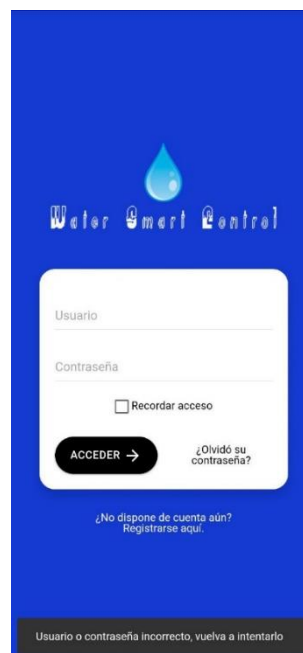 Water Smart Control
Usuario
Contraseña
Recordar acceso
ACCEDER →
¿Olvidó su
contraseña?
¿No dispone de cuenta aún?
Registrarse aquí.
Usuario o contraseña incorrecto, vuelva a intentarlo